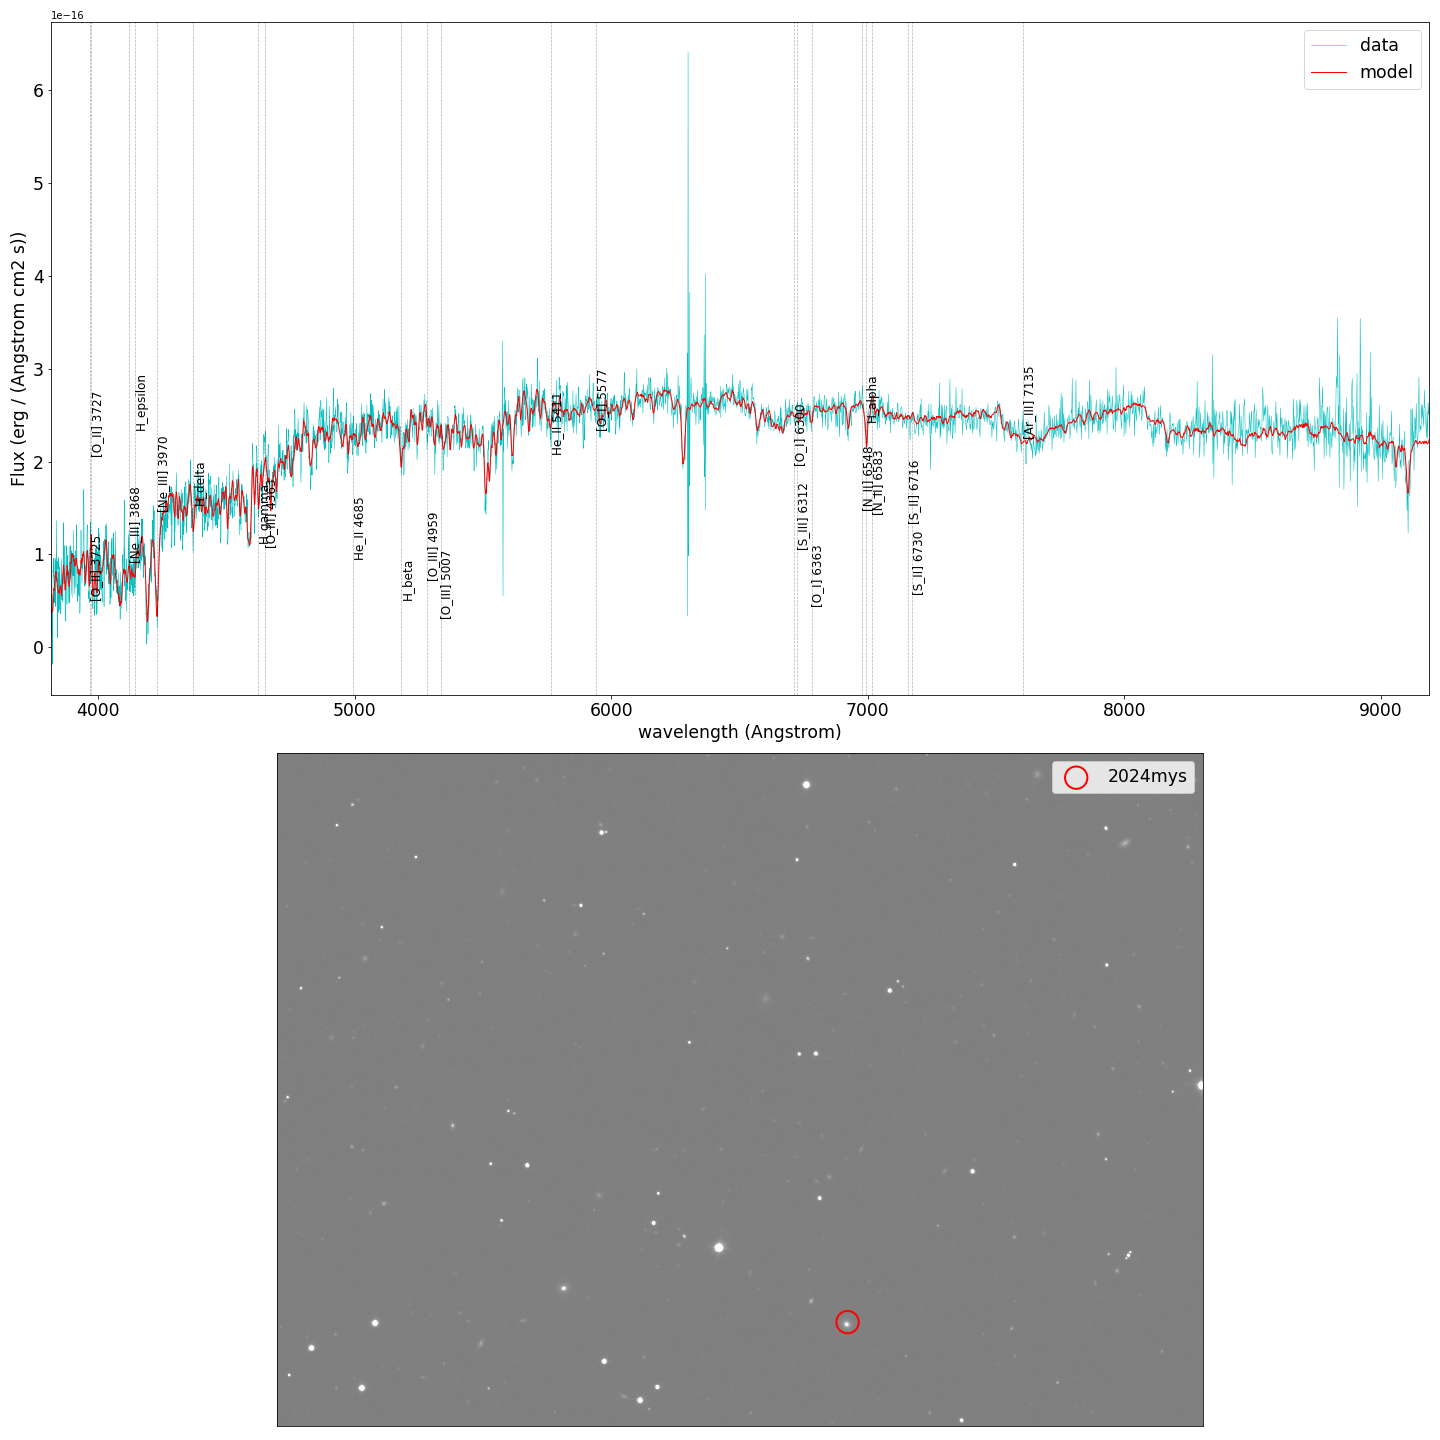 1e−16
data
model
6
5
4
3
2
1
0
Flux (erg / (Angstrom cm2 s))
[O_II] 3725
[O_II] 3727
[Ne_III] 3868
H_epsilon
[Ne_III] 3970
H_delta
H_gamma
[O_III] 4363
He_II 4685
H_beta
[O_III] 4959
[O_III] 5007
He_II 5411
[O_I] 5577
[O_I] 6300
[S_III] 6312
[O_I] 6363
[N_II] 6548
H_alpha
[N_II] 6583
[S_II] 6716
[S_II] 6730
[Ar_III] 7135
4000
5000
6000
7000
8000
9000
wavelength (Angstrom)
2024mys